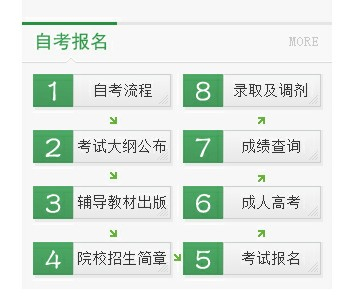 自考报名 MORE
1 自考流程
8 录取及调剂
2 考试大纲公布
7 成绩查询
3 辅导教材出版
6 成人高考
4 院校招生简章
5 考试报名